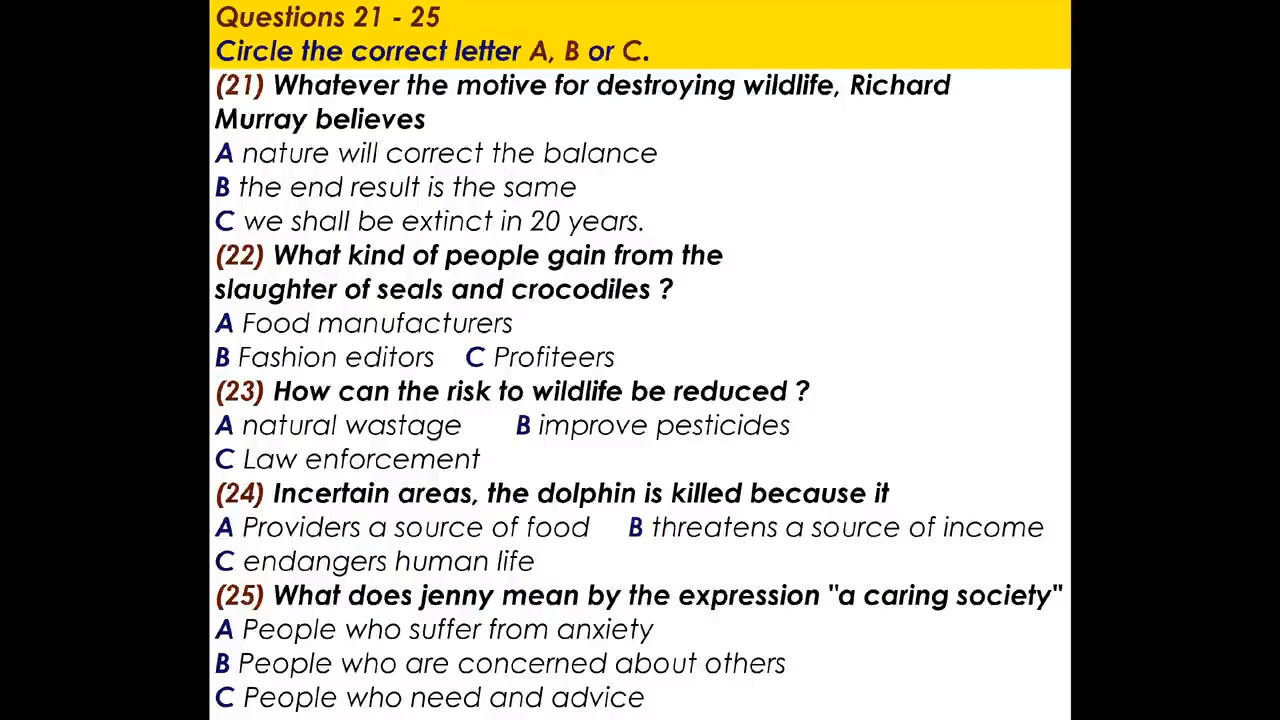 Questions 21 - 25
Circle the correct letter A, B or C.
(21) Whatever the motive for destroying wildlife, Richard
Murray believes
A nature will correct the balance
B the end result is the same
C we shall be extinct in 20 years.
(22) What kind of people gain from the
slaughter of seals and crocodiles ?
A Food manufacturers
B Fashion editors C Profiteers
(23) How can the risk to wildlife be reduced ?
A natural wastage B improve pesticides
C Law enforcement
(24) Incertain areas, the dolphin is killed because it
A Providers a source of food B threatens a source of income
C endangers human life
(25) What does jenny mean by the expression "a caring society"
A People who suffer from anxiety
B People who are concerned about others
C People who need and advice